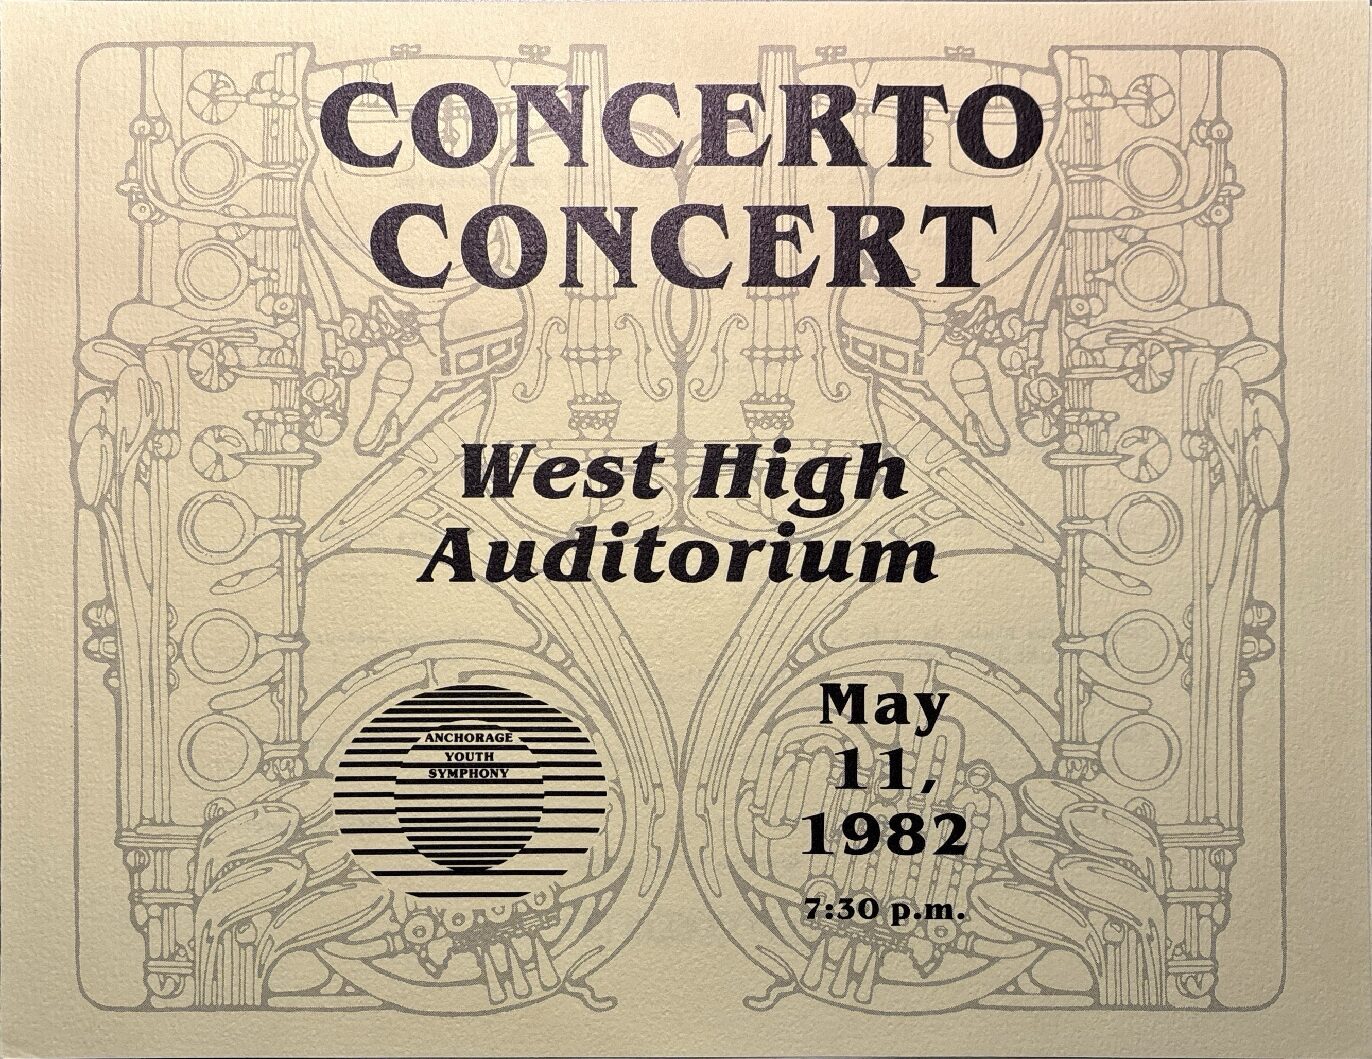 CONCERTO
CONCERT
West High
Auditorium
ANCHORAGE
YOUTH
SYMPHONY
May
11,
1982
7:30 p.m.